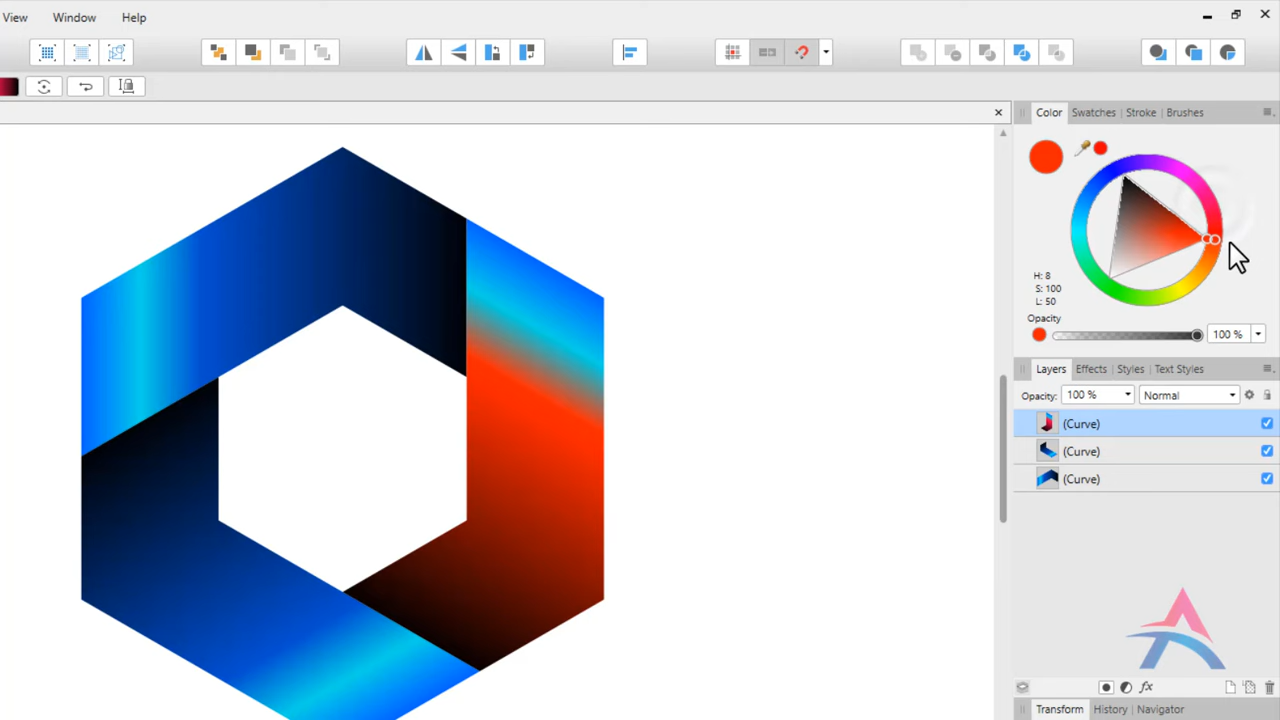 View Window Help
Color Swatches Stroke Brushes
H: 8
S: 100
L: 50
Opacity
100 %
Layers Effects Styles Text Styles
Opacity: 100 % Normal
(Curve)
(Curve)
(Curve)
Transform History Navigator